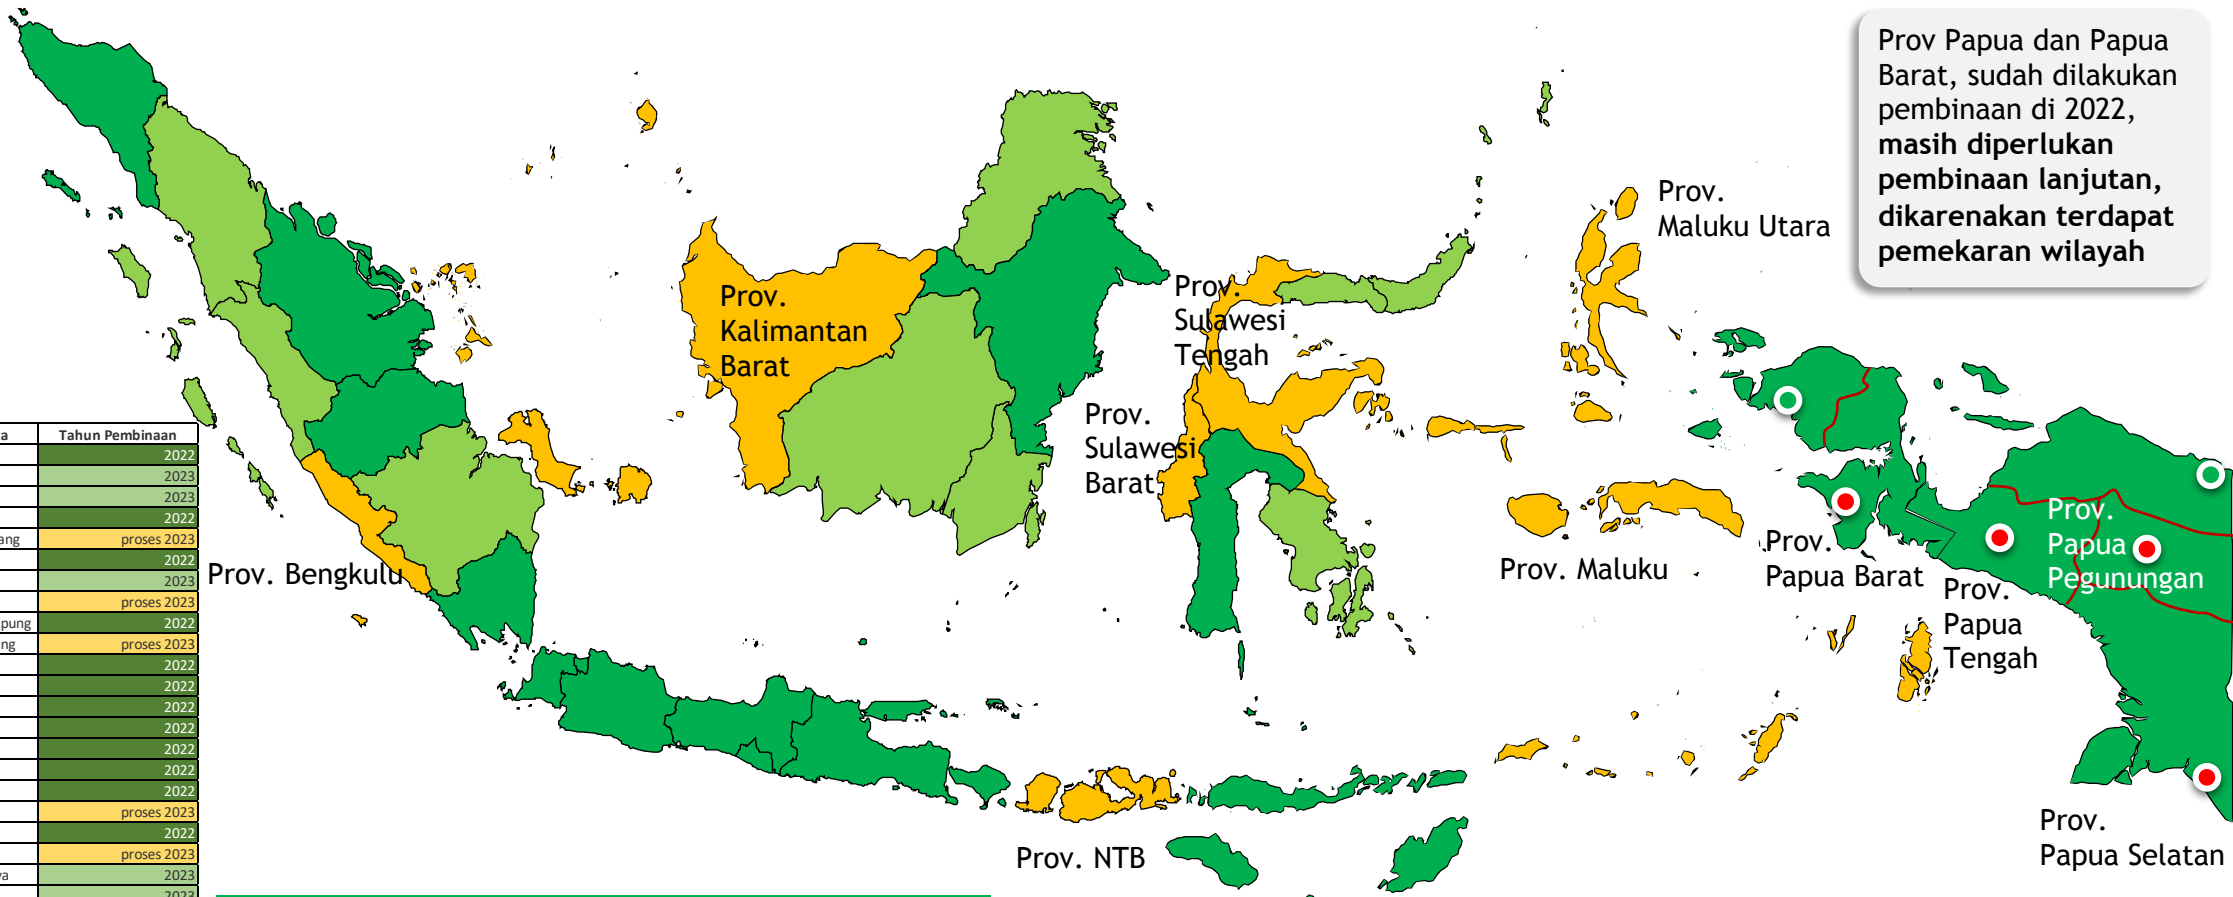 Prov Papua dan Papua
Barat, sudah dilakukan
pembinaan di 2022,
masih diperlukan
pembinaan lanjutan,
dikarenakan terdapat
pemekaran wilayah
Prov.
Maluku Utara
Prov.
Kalimantan
Barat
Prov.
Sulawesi
Tengah
Prov.
Sulawesi
Barat
Prov. Bengkulu
Prov. Maluku
Prov.
Papua Barat
Prov.
Papua
Pegunungan
Prov.
Papua
Tengah
Prov. NTB
Prov.
Papua Selatan
Tahun Pembinaan
2022
2023
2023
2022
proses 2023
2022
2023
proses 2023
2022
proses 2023
2022
2022
2022
2022
2022
2022
2022
proses 2023
2022
proses 2023
2023
2023